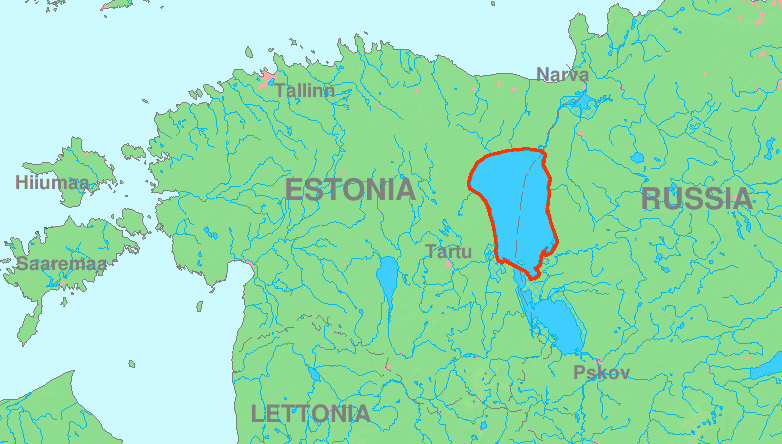 Narva
Tallinn
Hiiumaa
ESTONIA
RUSSIA
Tartu
Saaremaa
Pskov
LETTONIA